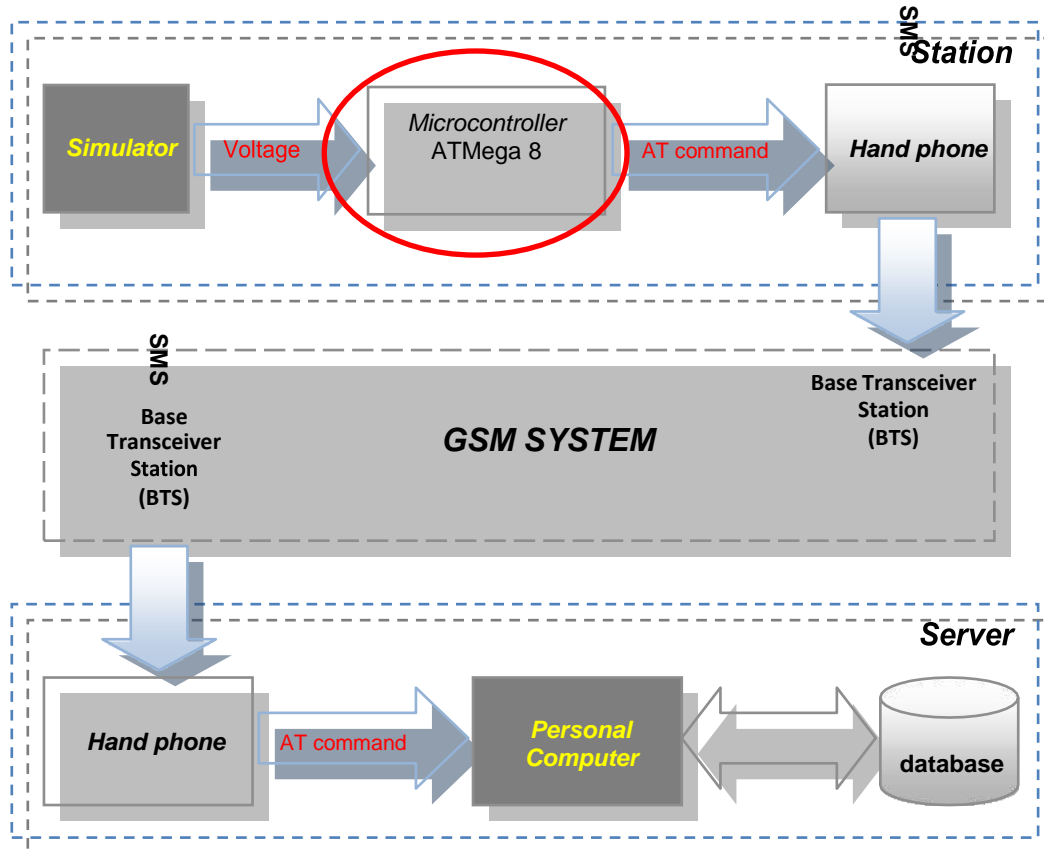 SMS
Station
Simulator
Voltage
Microcontroller
ATMega 8
AT command
Hand phone
SMS
Base
Transceiver
Station
(BTS)
GSM SYSTEM
Base Transceiver
Station
(BTS)
Server
Hand phone
AT command
Personal
Computer
database